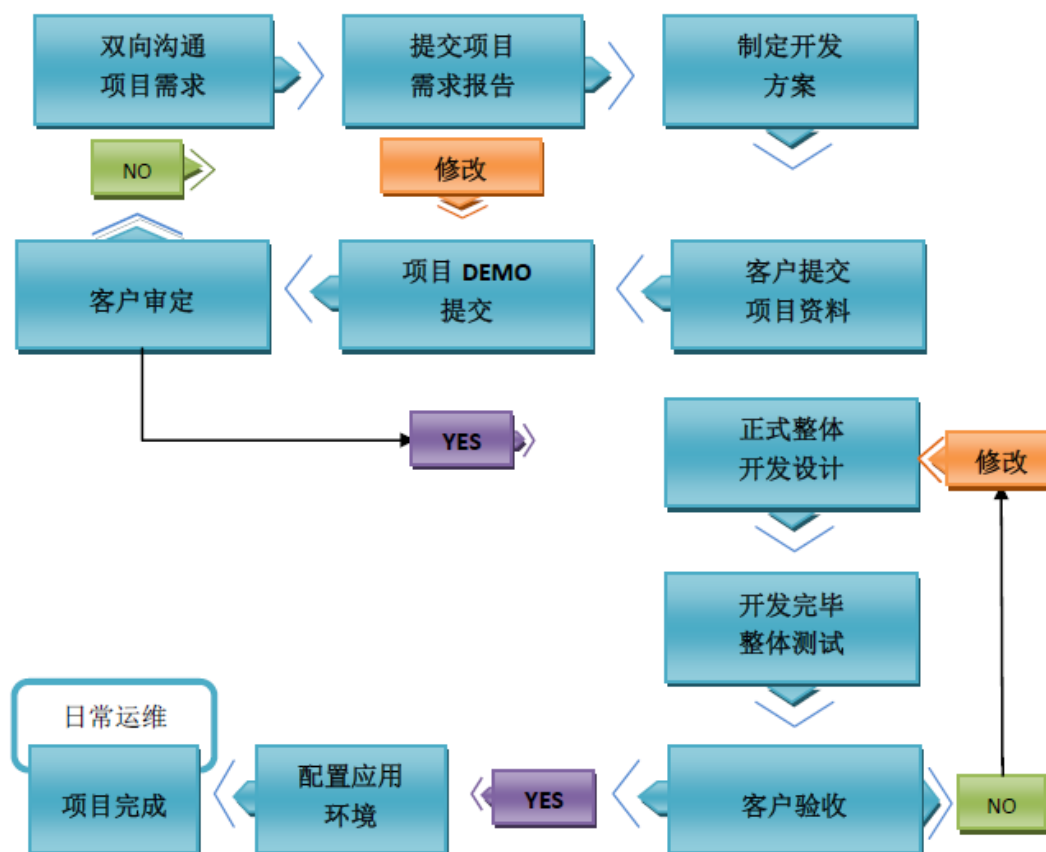 双向沟通
项目需求
提交项目
需求报告
制定开发
方案
NO
修改
客户审定
项目 DEMO
提交
客户提交
项目资料
YES
正式整体
开发设计
修改
开发完毕
整体测试
日常运维
项目完成
配置应用
环境
YES
客户验收
NO